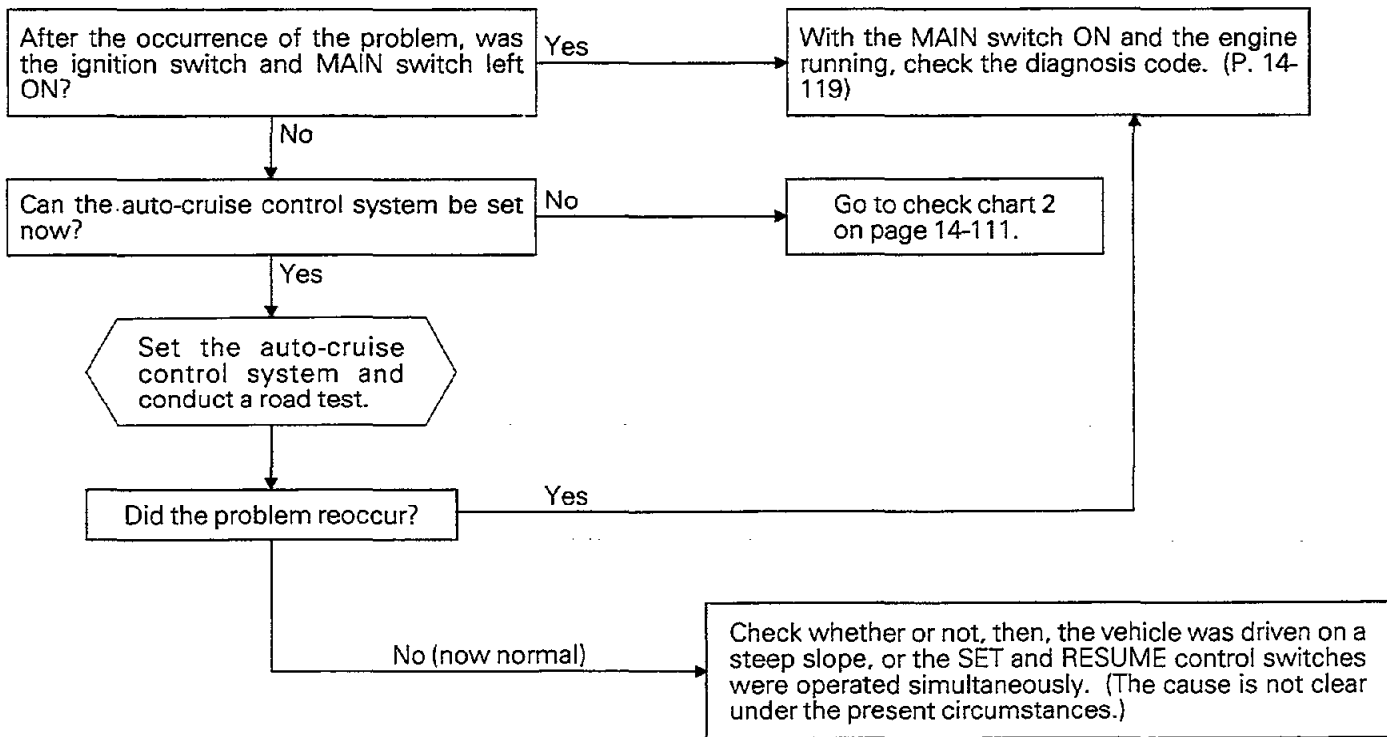 After the occurrence of the problem, was
the ignition switch and MAIN switch left
ON?
Yes
With the MAIN switch ON and the engine
running, check the diagnosis code. (P. 14-
119)
No
Can the auto-cruise control system be set
now?
No
Go to check chart 2
on page 14-111.
Yes
Set the auto-cruise
control system and
conduct a road test.
Did the problem reoccur?
Yes
No (now normal)
Check whether or not, then, the vehicle was driven on a
steep slope, or the SET and RESUME control switches
were operated simultaneously. (The cause is not clear
under the present circumstances.)